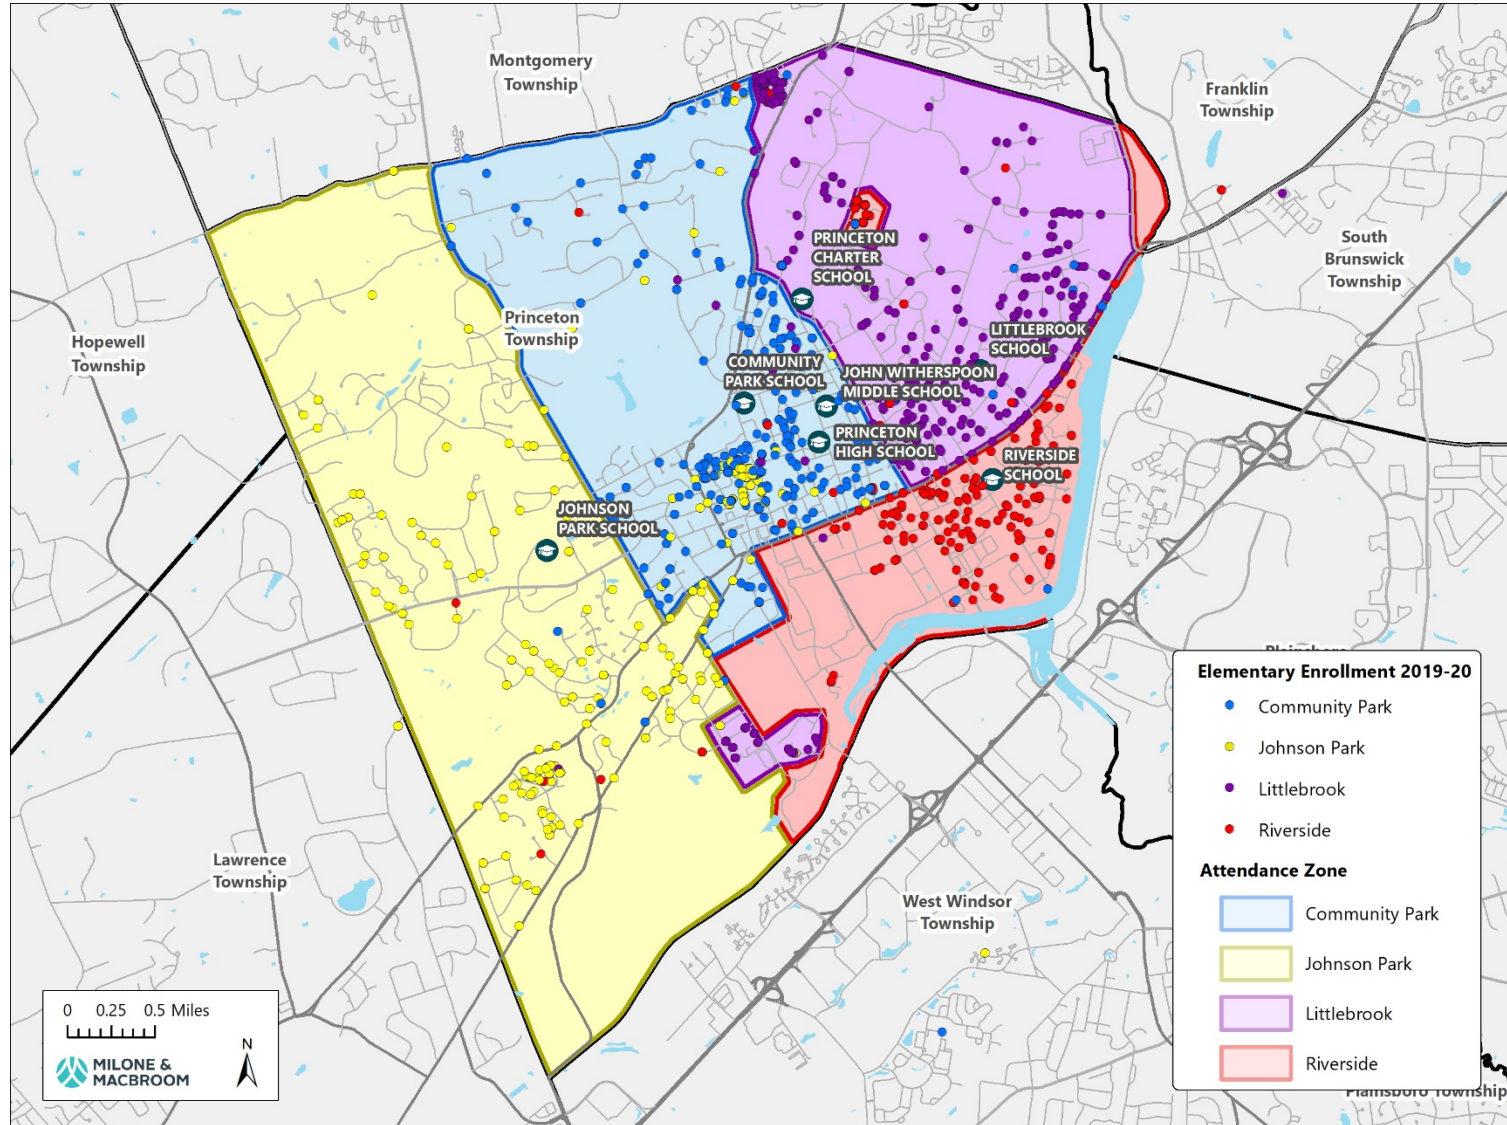 Montgomery
Township
Franklin
Township
South
Brunswick
Township
PRINCETON
CHARTER
SCHOOL
Princeton
Township
Hopewell
Township
LITTLEBROOK
SCHOOL
COMMUNITY
PARK SCHOOL
JOHN WITHERSPOON
MIDDLE SCHOOL
PRINCETON
HIGH SCHOOL
RIVERSIDE
SCHOOL
JOHNSON
PARK SCHOOL
Lawrence
Township
West Windsor
Township
Elementary Enrollment 2019-20
Community Park
Johnson Park
Littlebrook
Riverside
Attendance Zone
Community Park
Johnson Park
Littlebrook
Riverside
Plainsboro Township
0 0.25 0.5 Miles
MILONE &
MACBROOM
N